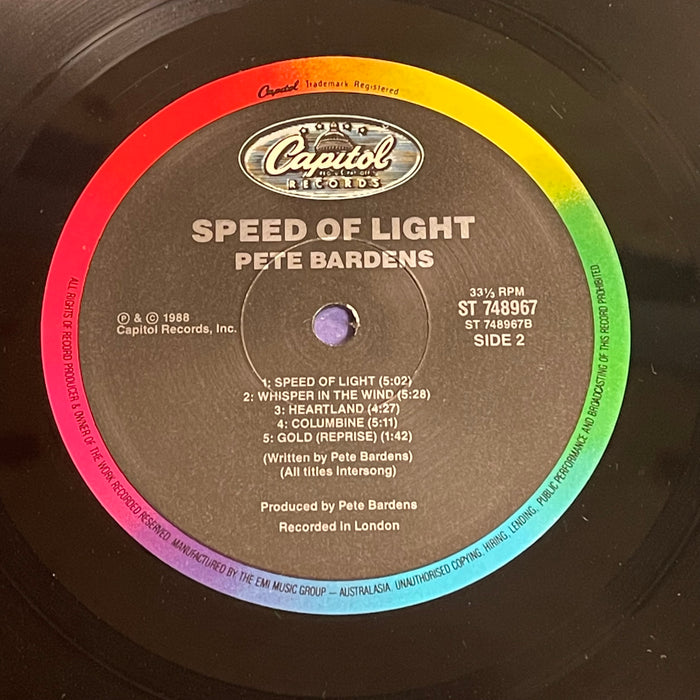 Capitol Trademark Registered
Capitol
RECORDS
SPEED OF LIGHT
PETE BARDENS
33⅓ RPM
ST 748967
ST 748967B
SIDE 2
℗ & © 1988
Capitol Records, Inc.
1: SPEED OF LIGHT (5:02)
2: WHISPER IN THE WIND (5:28)
3: HEARTLAND (4:27)
4: COLUMBINE (5:11)
5: GOLD (REPRISE) (1:42)
(Written by Pete Bardens)
(All titles Intersong)
Produced by Pete Bardens
Recorded in London
ALL RIGHTS OF RECORD PRODUCER & OWNER OF THE WORK RECORDED RESERVED. MANUFACTURED BY THE EMI MUSIC GROUP — AUSTRALASIA. UNAUTHORISED COPYING, HIRING, LENDING, PUBLIC PERFORMANCE AND BROADCASTING OF THIS RECORD PROHIBITED